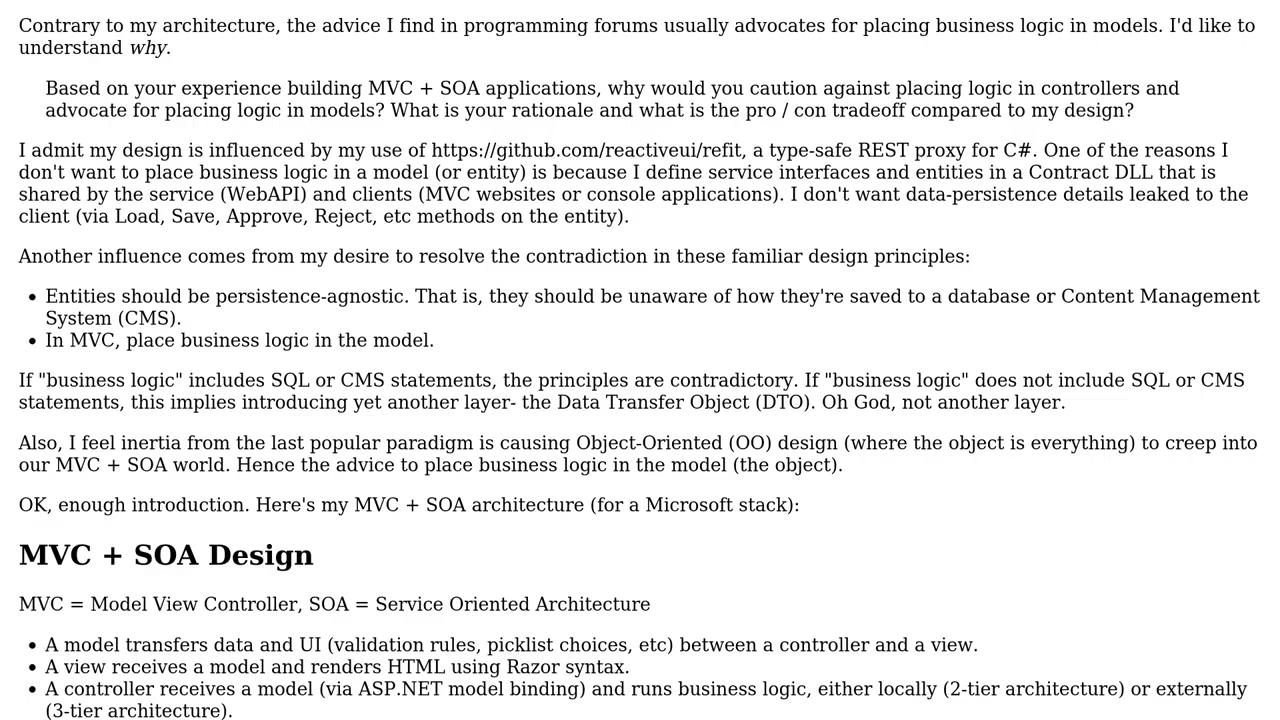 Contrary to my architecture, the advice I find in programming forums usually advocates for placing business logic in models. I'd like to
understand why.
Based on your experience building MVC + SOA applications, why would you caution against placing logic in controllers and
advocate for placing logic in models? What is your rationale and what is the pro / con tradeoff compared to my design?
I admit my design is influenced by my use of https://github.com/reactiveui/refit, a type-safe REST proxy for C#. One of the reasons I
don't want to place business logic in a model (or entity) is because I define service interfaces and entities in a Contract DLL that is
shared by the service (WebAPI) and clients (MVC websites or console applications). I don't want data-persistence details leaked to the
client (via Load, Save, Approve, Reject, etc methods on the entity).
Another influence comes from my desire to resolve the contradiction in these familiar design principles:
• Entities should be persistence-agnostic. That is, they should be unaware of how they're saved to a database or Content Management
System (CMS).
• In MVC, place business logic in the model.
If "business logic" includes SQL or CMS statements, the principles are contradictory. If "business logic" does not include SQL or CMS
statements, this implies introducing yet another layer- the Data Transfer Object (DTO). Oh God, not another layer.
Also, I feel inertia from the last popular paradigm is causing Object-Oriented (OO) design (where the object is everything) to creep into
our MVC + SOA world. Hence the advice to place business logic in the model (the object).
OK, enough introduction. Here's my MVC + SOA architecture (for a Microsoft stack):
MVC + SOA Design
MVC = Model View Controller, SOA = Service Oriented Architecture
• A model transfers data and UI (validation rules, picklist choices, etc) between a controller and a view.
• A view receives a model and renders HTML using Razor syntax.
• A controller receives a model (via ASP.NET model binding) and runs business logic, either locally (2-tier architecture) or externally
(3-tier architecture).